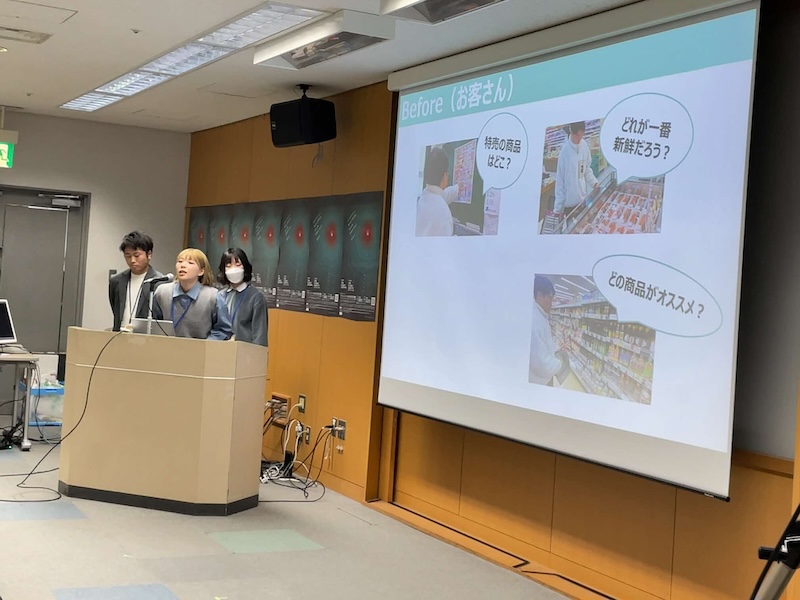 Before（お客さん）
特売の商品
はどこ？
どれが一番
新鮮だろう？
どの商品がオススメ？